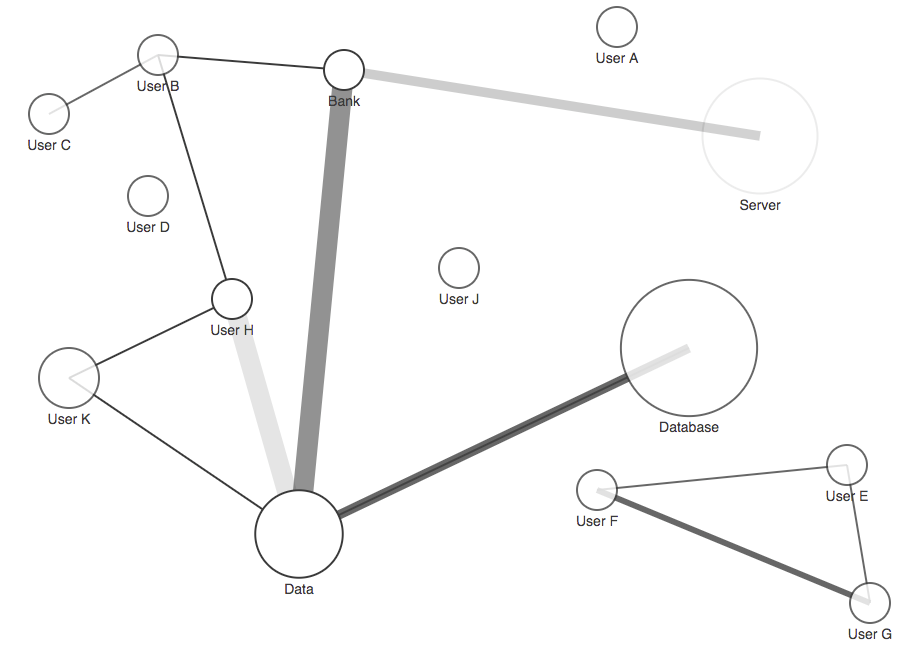 User A
User B
Bank
User C
Server
User D
User J
User H
User K
Database
User E
User F
Data
User G